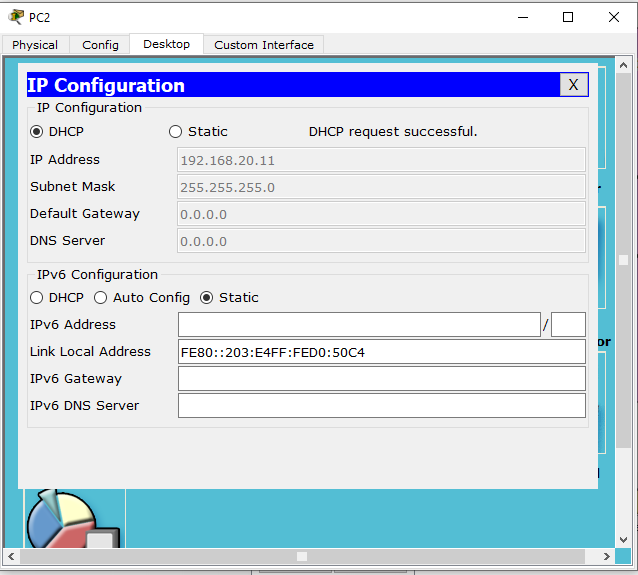 PC2
Physical Config Desktop Custom Interface
IP Configuration X
IP Configuration
DHCP Static DHCP request successful.
IP Address 192.168.20.11
Subnet Mask 255.255.255.0
Default Gateway 0.0.0.0
DNS Server 0.0.0.0
IPv6 Configuration
DHCP Auto Config Static
IPv6 Address /
Link Local Address FE80::203:E4FF:FED0:50C4
IPv6 Gateway
IPv6 DNS Server